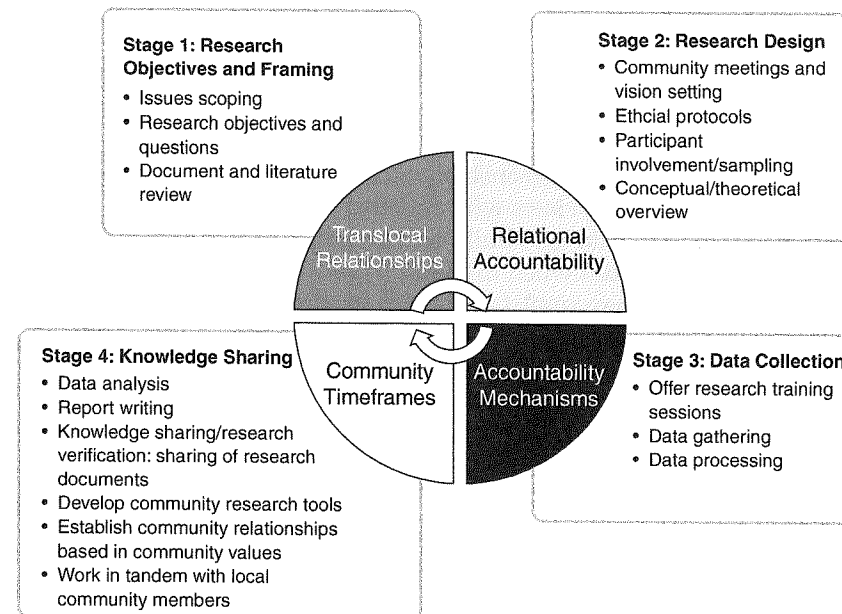 Stage 1: Research
Objectives and Framing
• Issues scoping
• Research objectives and
questions
• Document and literature
review
Stage 2: Research Design
• Community meetings and
vision setting
• Ethcial protocols
• Participant
involvement/sampling
• Conceptual/theoretical
overview
Translocal
Relationships
Relational
Accountability
Community
Timeframes
Accountability
Mechanisms
Stage 4: Knowledge Sharing
• Data analysis
• Report writing
• Knowledge sharing/research
verification: sharing of research
documents
• Develop community research tools
• Establish community relationships
based in community values
• Work in tandem with local
community members
Stage 3: Data Collection
• Offer research training
sessions
• Data gathering
• Data processing